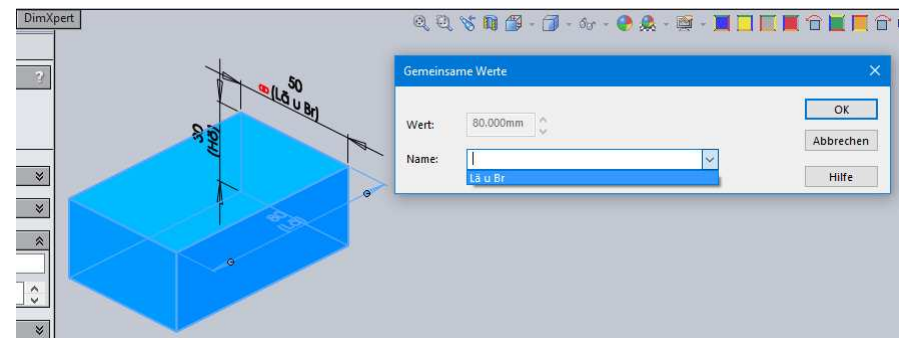 DimXpert
?
50
(Lä u Br)
30
(Hö)
80
(Lä)
Gemeinsame Werte
Wert:
80.000mm
OK
Abbrechen
Name:
Lä u Br
Hilfe